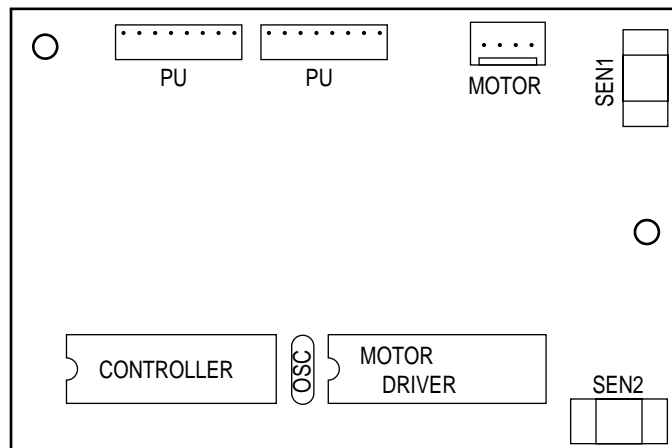 PU
PU
MOTOR
SEN1
CONTROLLER
OSC
MOTOR
DRIVER
SEN2